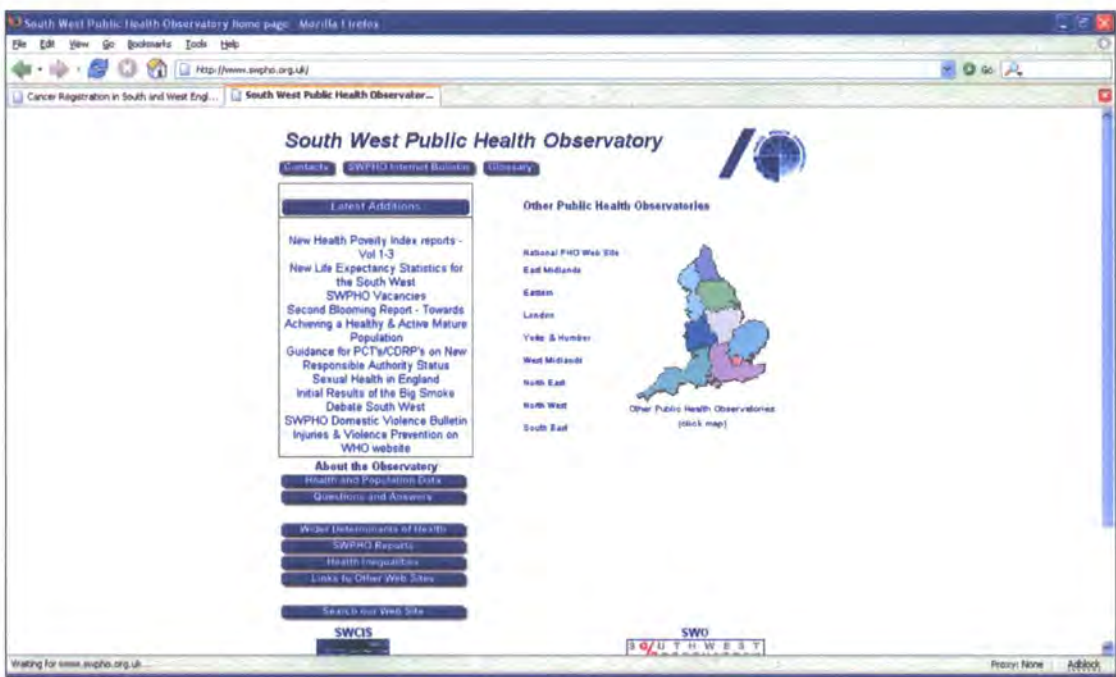 South West Public Health Observatory home page - Mozilla Firefox
File Edit View Go Bookmarks Tools Help
http://www.swpho.org.uk/
Go
Cancer Registration in South and West Engl...
South West Public Health Observator...
South West Public Health Observatory
Contacts
SWPHO Internet Bulletin
Glossary
Latest Additions
New Health Poverty Index reports -
Vol 1-3
New Life Expectancy Statistics for
the South West
SWPHO Vacancies
Second Blooming Report - Towards
Achieving a Healthy & Active Mature
Population
Guidance for PCT's/CDRP's on New
Responsible Authority Status
Sexual Health in England
Initial Results of the Big Smoke
Debate South West
SWPHO Domestic Violence Bulletin
Injuries & Violence Prevention on
WHO website
About the Observatory
Health and Population Data
Questions and Answers
Wider Determinants of Health
SWPHO Reports
Health Inequalities
Links to Other Web Sites
Search our Web Site
SWCIS
Other Public Health Observatories
National PHO Web Site
East Midlands
Eastern
London
Yorks & Humber
West Midlands
North East
North West
South East
Other Public Health Observatories
(click map)
SWO
SOUTHWEST
Waiting for www.swpho.org.uk...
Proxy: None
Adblock